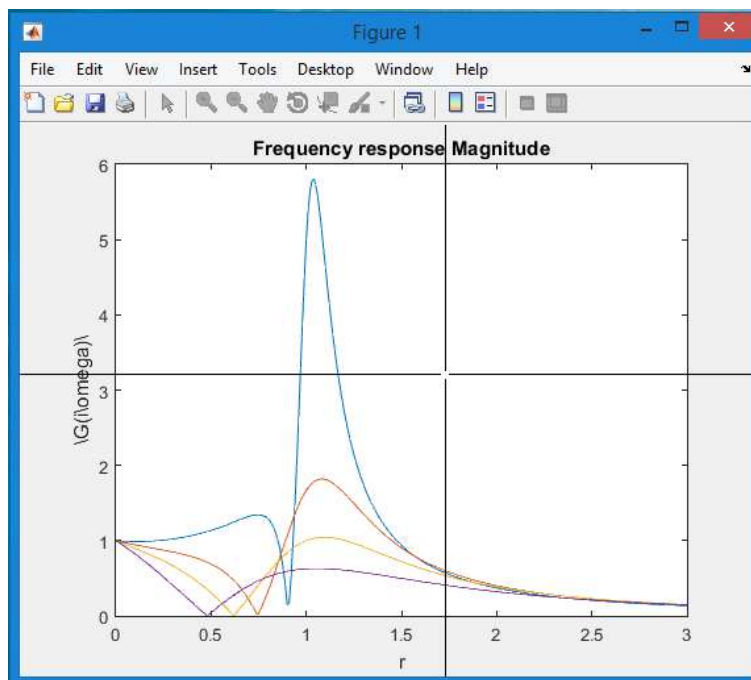 Figure 1
File Edit View Insert Tools Desktop Window Help
Frequency response Magnitude
\G(i\omega)\
6
5
4
3
2
1
0
0 0.5 1 1.5 2 2.5 3
r